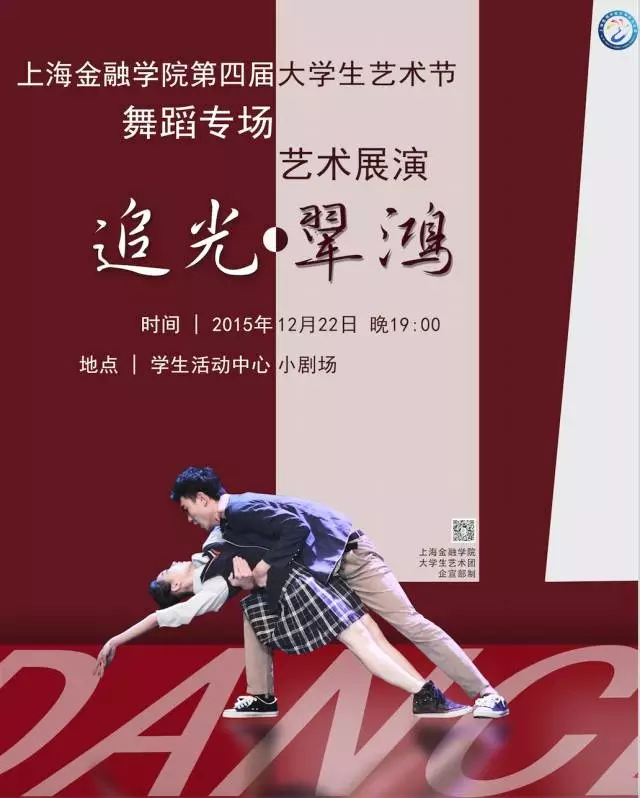 上海金融学院第四届大学生艺术节
舞蹈专场
艺术展演
追光·翚鸿
时间 | 2015年12月22日 晚19:00
地点 | 学生活动中心 小剧场
上海金融学院
大学生艺术团
企宣部制
DANCE